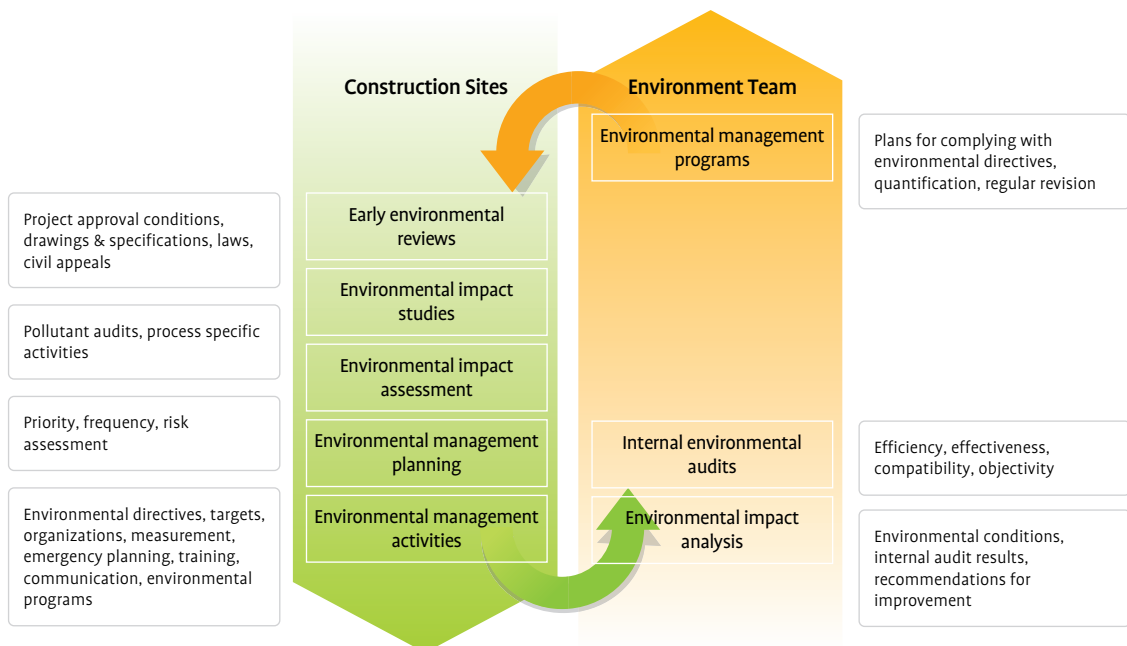 Construction Sites
Environment Team
Environmental management
programs
Plans for complying with
environmental directives,
quantification, regular revision
Project approval conditions,
drawings & specifications, laws,
civil appeals
Early environmental
reviews
Environmental impact
studies
Pollutant audits, process specific
activities
Environmental impact
assessment
Priority, frequency, risk
assessment
Environmental management
planning
Internal environmental
audits
Efficiency, effectiveness,
compatibility, objectivity
Environmental directives, targets,
organizations, measurement,
emergency planning, training,
communication, environmental
programs
Environmental management
activities
Environmental impact
analysis
Environmental conditions,
internal audit results,
recommendations for
improvement